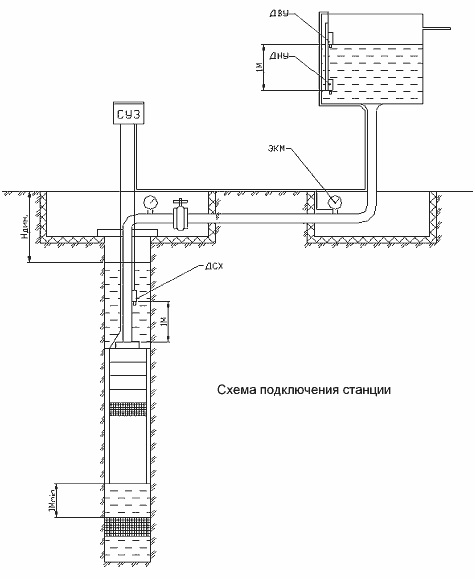 ДВУ
ДНУ
1М
СУЗ
ЭКМ
Ндин.
ДСХ
1М
Схема подключения станции
1Мmin